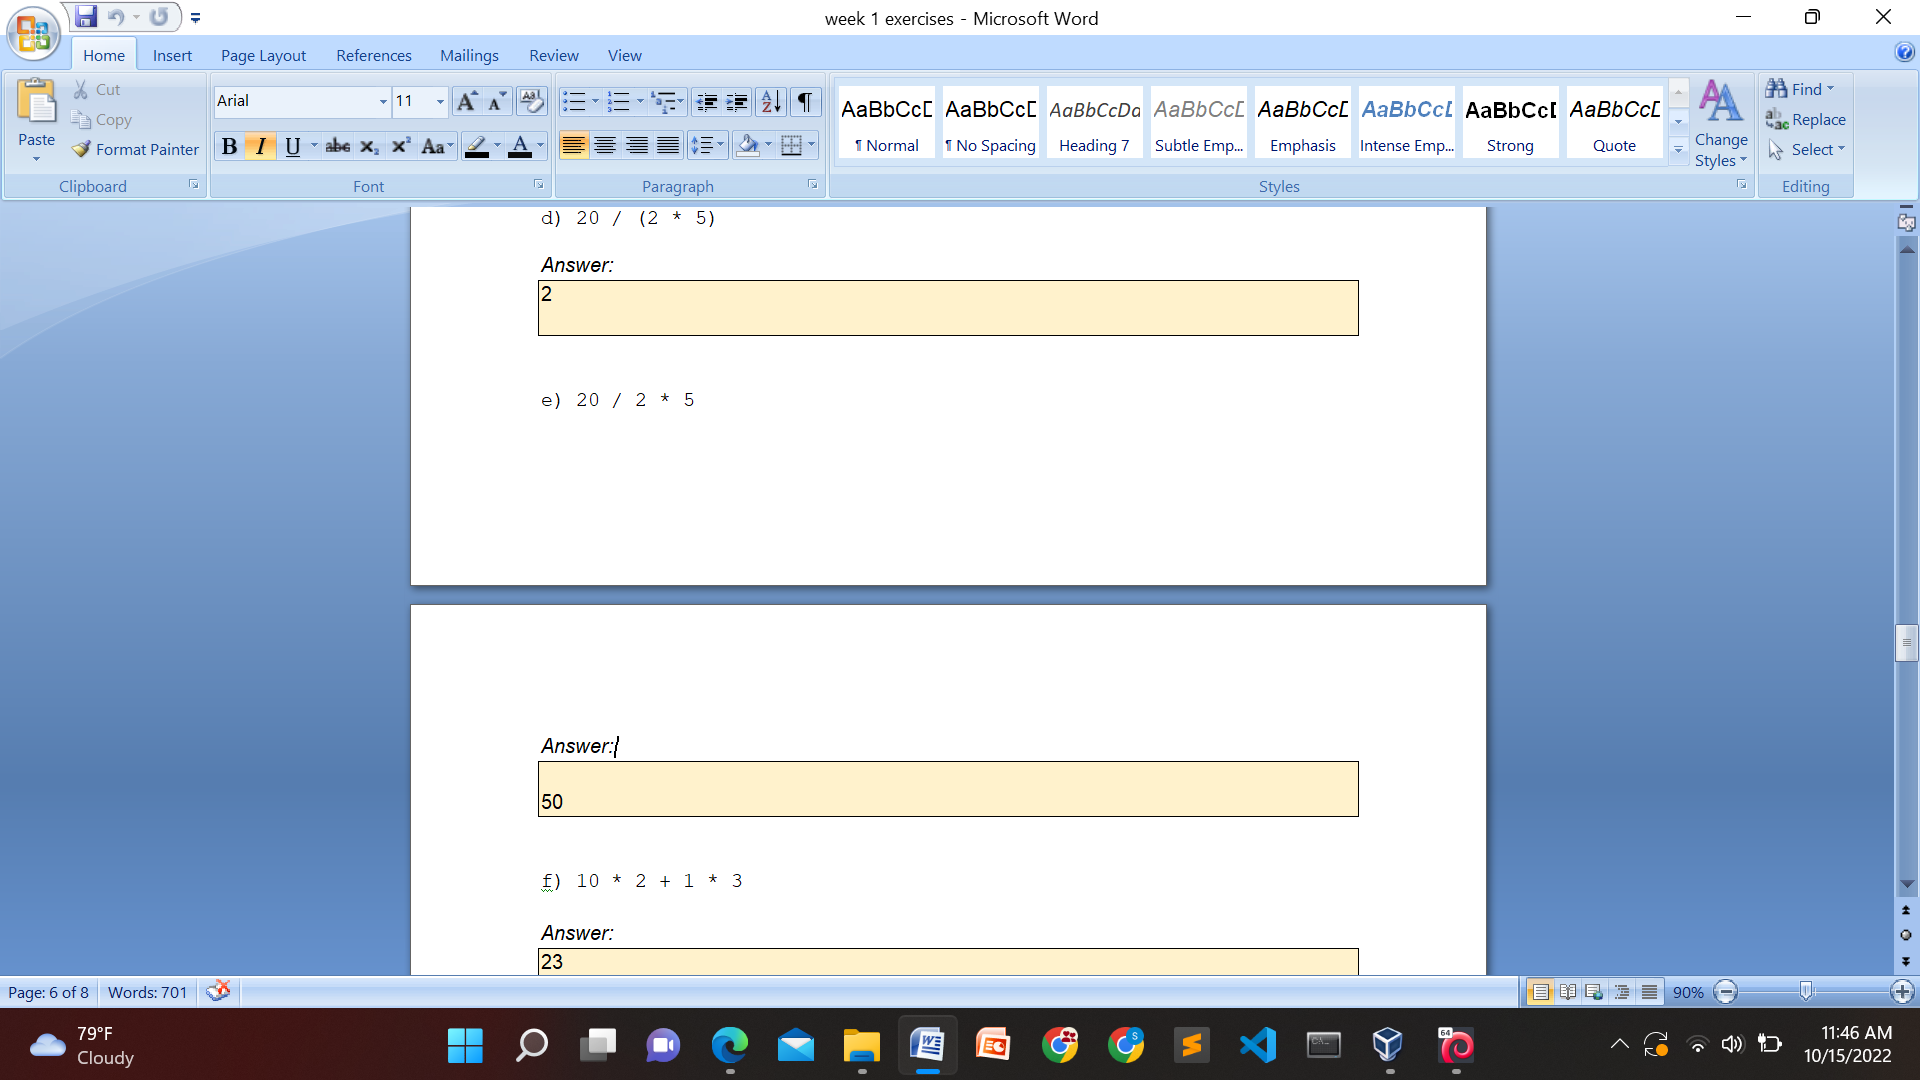 week 1 exercises - Microsoft Word
Home Insert Page Layout References Mailings Review View
Paste
Cut
Copy
Format Painter
Clipboard
Arial 11
B I U abc X₂ X² Aa A
Font
Paragraph
AaBbCcD AaBbCcD AaBbCcDd AaBbCcD AaBbCcD AaBbCcD AaBbCcD AaBbCcD
¶ Normal ¶ No Spacing Heading 7 Subtle Emp... Emphasis Intense Emp... Strong Quote
Change
Styles
Styles
Find
Replace
Select
Editing
d) 20 / (2 * 5)
Answer:
2
e) 20 / 2 * 5
Answer:
50
f) 10 * 2 + 1 * 3
Answer:
23
Page: 6 of 8 Words: 701
90%
79°F
Cloudy
11:46 AM
10/15/2022